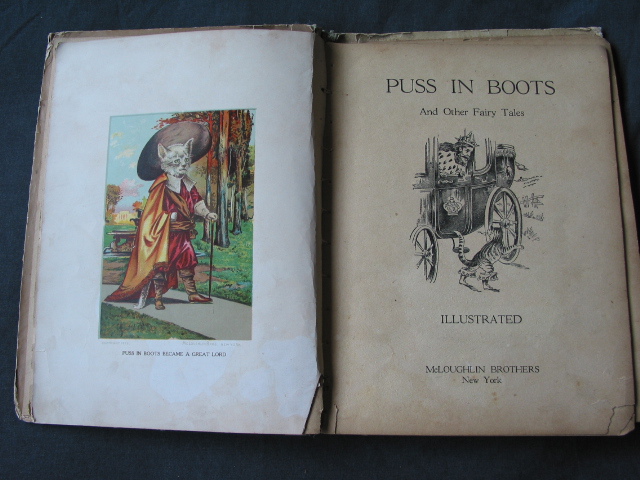 PUSS IN BOOTS BECAME A GREAT LORD
PUSS IN BOOTS
And Other Fairy Tales
ILLUSTRATED
McLOUGHLIN BROTHERS
New York